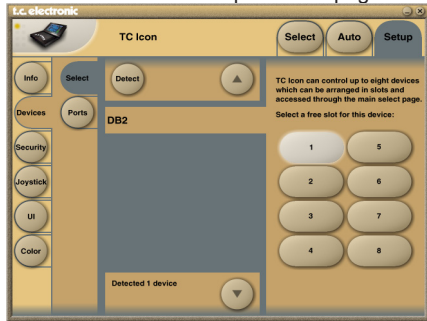 t.c. electronic
TC Icon
Select
Auto
Setup
Info
Devices
Security
Joystick
UI
Color
Select
Ports
Detect
DB2
Detected 1 device
TC Icon can control up to eight devices
which can be arranged in slots and
accessed through the main select page.
Select a free slot for this device:
1
5
2
6
3
7
4
8